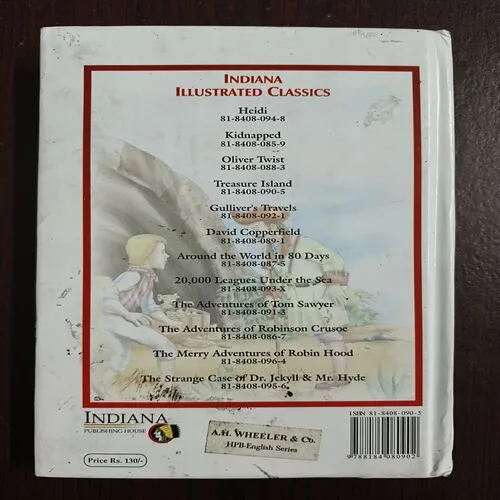 INDIANA
ILLUSTRATED CLASSICS
Heidi
81-8408-094-8
Kidnapped
81-8408-085-9
Oliver Twist
81-8408-088-3
Treasure Island
81-8408-090-5
Gulliver's Travels
81-8408-092-1
David Copperfield
81-8408-089-1
Around the World in 80 Days
81-8408-087-5
20,000 Leagues Under the Sea
81-8408-093-X
The Adventures of Tom Sawyer
81-8408-091-3
The Adventures of Robinson Crusoe
81-8408-086-7
The Merry Adventures of Robin Hood
81-8408-096-4
The Strange Case of Dr. Jekyll & Mr. Hyde
81-8408-095-6
INDIANA
PUBLISHING HOUSE
Price Rs. 130/-
A.H. WHEELER & Co.
HPB-English Series
ISBN 81-8408-090-5
9 788184 080902